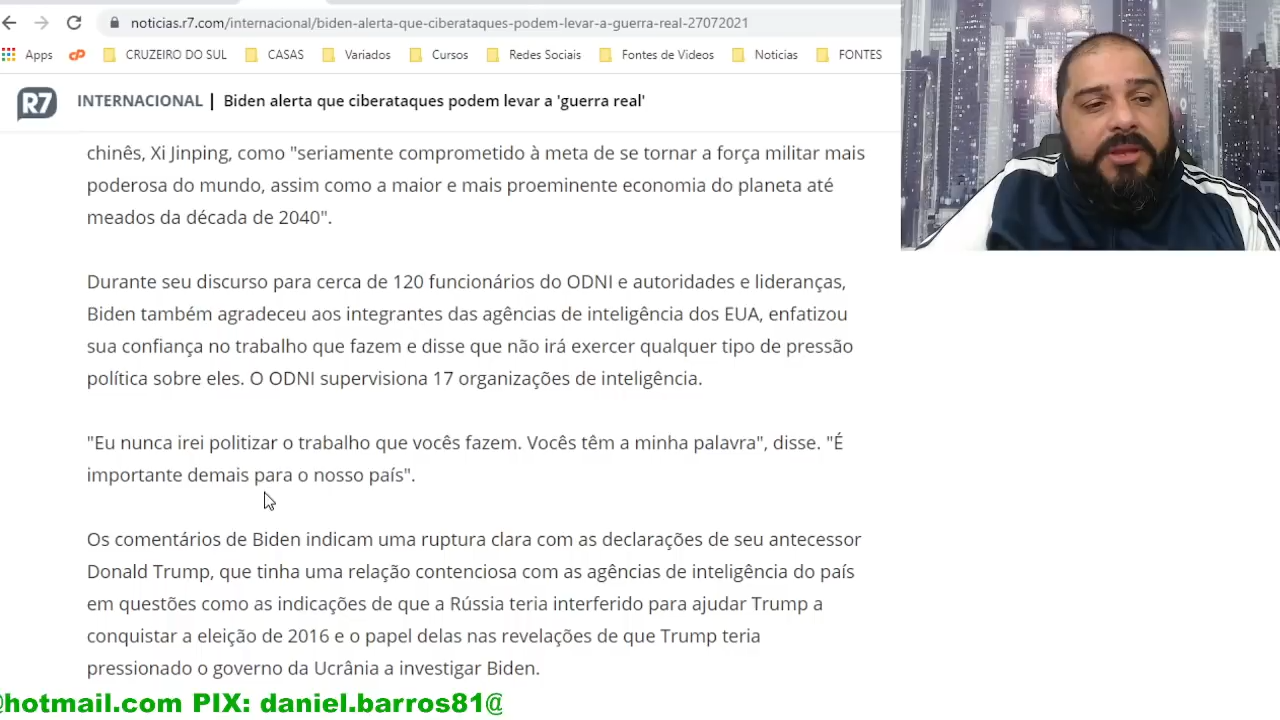 noticias.r7.com/internacional/biden-alerta-que-ciberataques-podem-levar-a-guerra-real-27072021
Apps CRUZEIRO DO SUL CASAS Variados Cursos Redes Sociais Fontes de Videos Noticias FONTES
R7 INTERNACIONAL | Biden alerta que ciberataques podem levar a 'guerra real'
chinês, Xi Jinping, como "seriamente comprometido à meta de se tornar a força militar mais
poderosa do mundo, assim como a maior e mais proeminente economia do planeta até
meados da década de 2040".
Durante seu discurso para cerca de 120 funcionários do ODNI e autoridades e lideranças,
Biden também agradeceu aos integrantes das agências de inteligência dos EUA, enfatizou
sua confiança no trabalho que fazem e disse que não irá exercer qualquer tipo de pressão
política sobre eles. O ODNI supervisiona 17 organizações de inteligência.
"Eu nunca irei politizar o trabalho que vocês fazem. Vocês têm a minha palavra", disse. "É
importante demais para o nosso país".
Os comentários de Biden indicam uma ruptura clara com as declarações de seu antecessor
Donald Trump, que tinha uma relação contenciosa com as agências de inteligência do país
em questões como as indicações de que a Rússia teria interferido para ajudar Trump a
conquistar a eleição de 2016 e o papel delas nas revelações de que Trump teria
pressionado o governo da Ucrânia a investigar Biden.
@hotmail.com PIX: daniel.barros81@